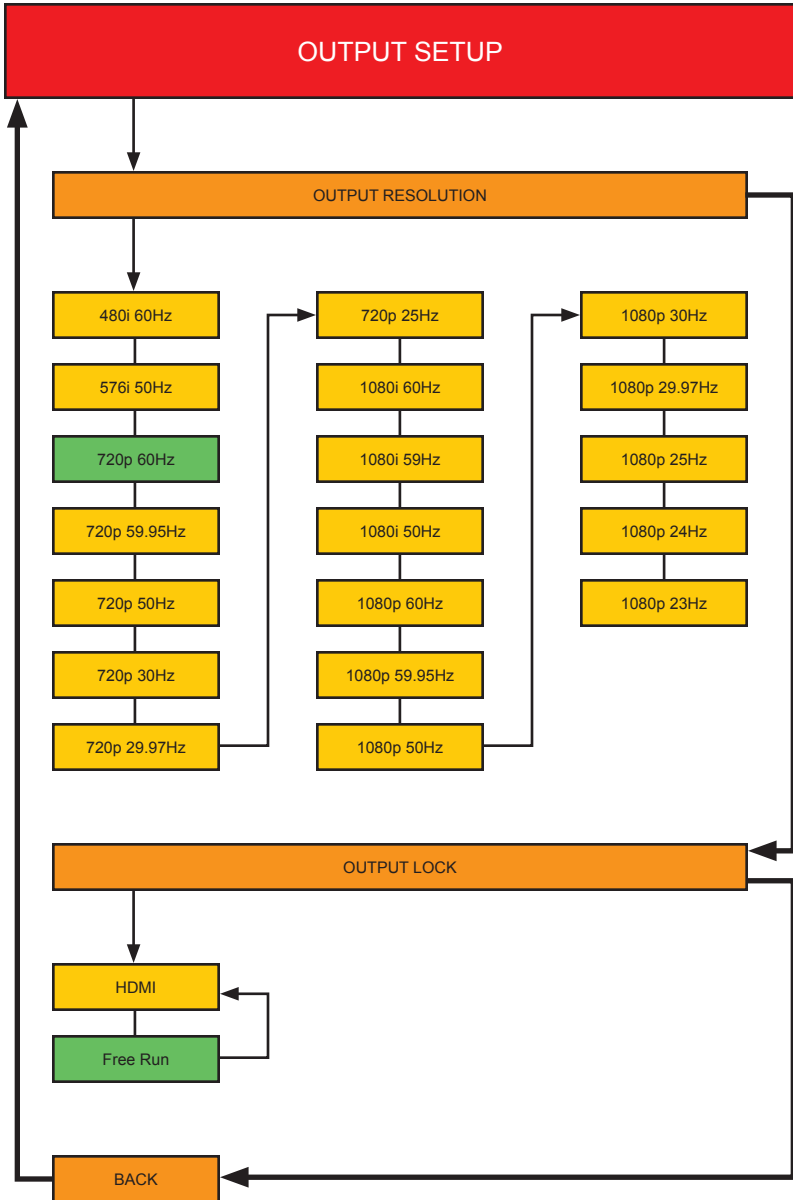 OUTPUT SETUP
OUTPUT RESOLUTION
480i 60Hz
576i 50Hz
720p 60Hz
720p 59.95Hz
720p 50Hz
720p 30Hz
720p 29.97Hz
720p 25Hz
1080i 60Hz
1080i 59Hz
1080i 50Hz
1080p 60Hz
1080p 59.95Hz
1080p 50Hz
1080p 30Hz
1080p 29.97Hz
1080p 25Hz
1080p 24Hz
1080p 23Hz
OUTPUT LOCK
HDMI
Free Run
BACK